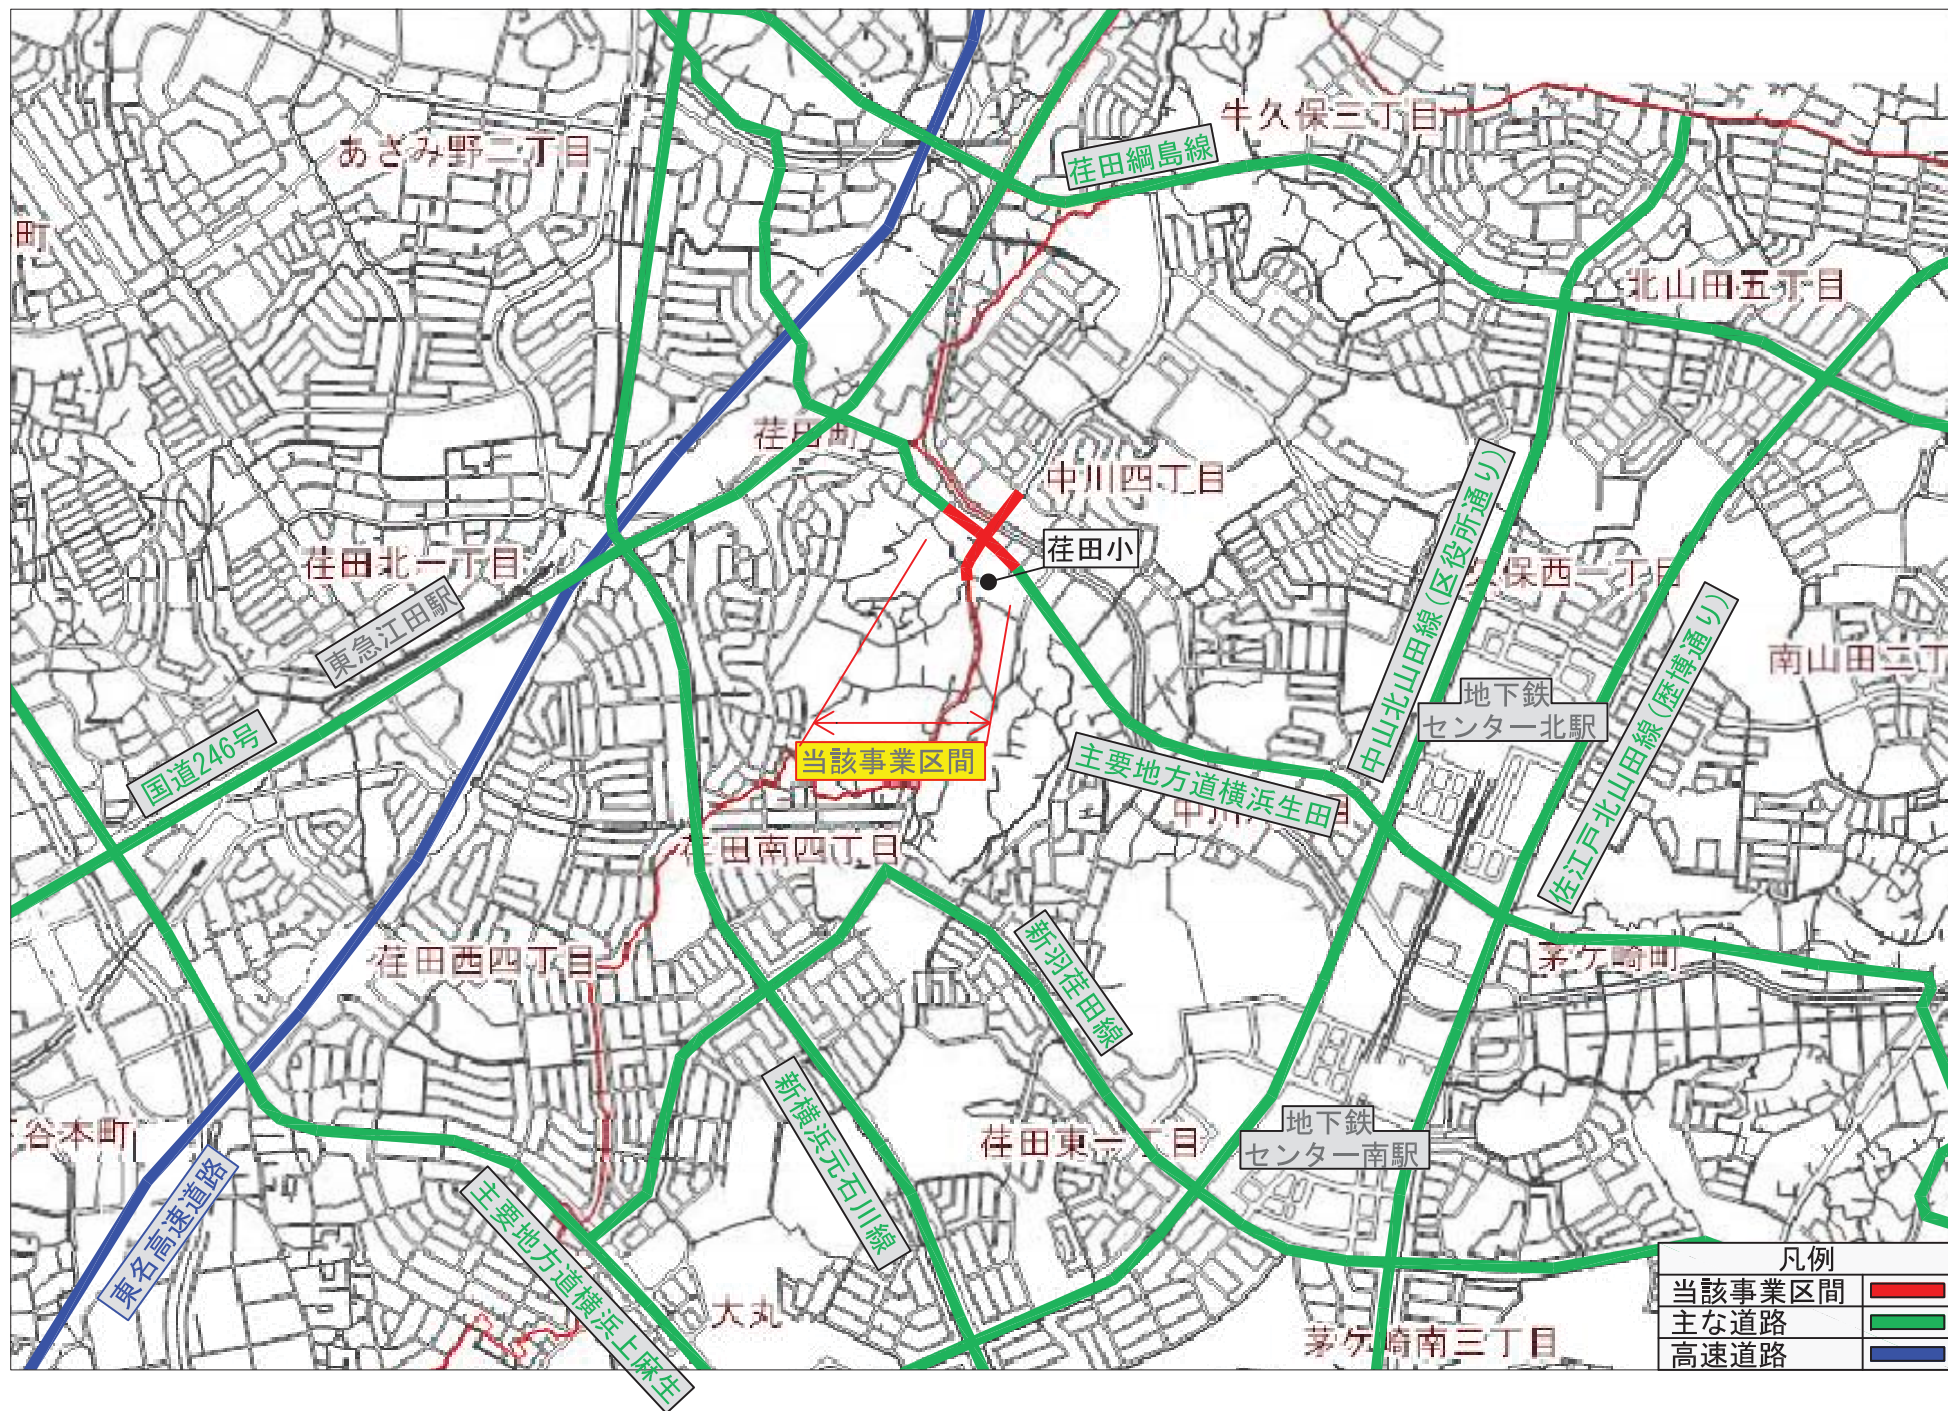 牛久保三丁目
荏田綱島線
あざみ野二丁目
町
北山田五丁目
荏田町
中川四丁目
荏田小
荏田北一丁目
東急江田駅
中山北山田線(区役所通り)
保西一丁目
南山田二丁
佐江戸北山田線(歴博通り)
地下鉄
センター北駅
国道246号
当該事業区間
主要地方道横浜生田
中川
目
荏田南四丁目
新羽荏田線
茅ケ崎町
荏田西四丁目
新横浜元石川線
谷本町
東名高速道路
荏田東一丁目
地下鉄
センター南駅
主要地方道横浜上麻生
大丸
茅ケ崎南三丁目
凡例
当該事業区間
主な道路
高速道路